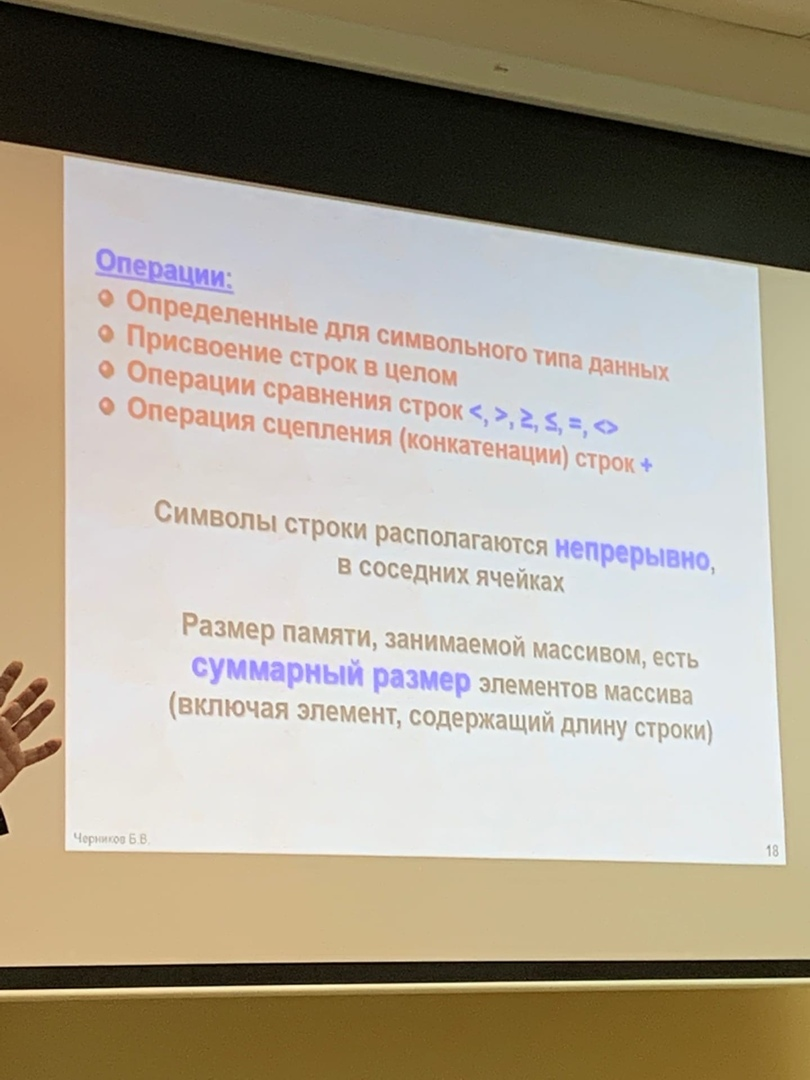 Операции:
Определенные для символьного типа данных
Присвоение строк в целом
Операции сравнения строк <, >, ≥, ≤, =, <>
Операция сцепления (конкатенации) строк +
Символы строки располагаются непрерывно,
в соседних ячейках
Размер памяти, занимаемой массивом, есть
суммарный размер элементов массива
(включая элемент, содержащий длину строки)
Черников Б.В.
18